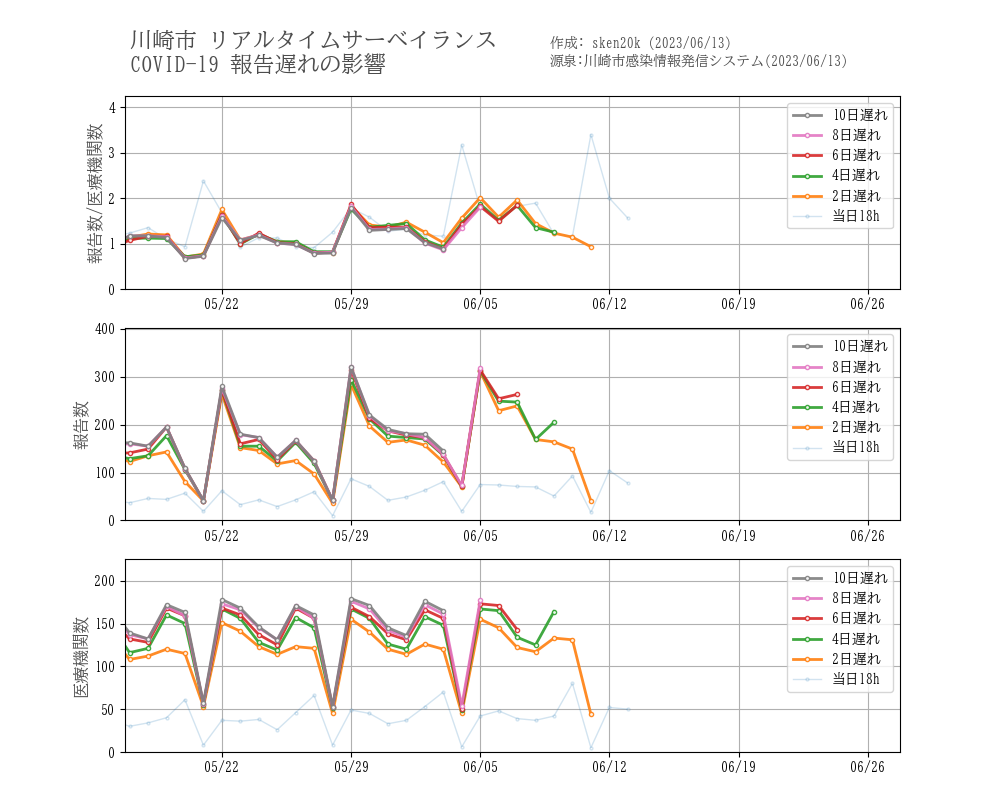 川崎市 リアルタイムサーベイランス
COVID-19 報告遅れの影響
作成: sken20k (2023/06/13)
源泉:川崎市感染情報発信システム(2023/06/13)
報告数/医療機関数
4
3
2
1
0
05/22 05/29 06/05 06/12 06/19 06/26
10日遅れ
8日遅れ
6日遅れ
4日遅れ
2日遅れ
当日18h
報告数
400
300
200
100
0
05/22 05/29 06/05 06/12 06/19 06/26
10日遅れ
8日遅れ
6日遅れ
4日遅れ
2日遅れ
当日18h
医療機関数
200
150
100
50
0
05/22 05/29 06/05 06/12 06/19 06/26
10日遅れ
8日遅れ
6日遅れ
4日遅れ
2日遅れ
当日18h